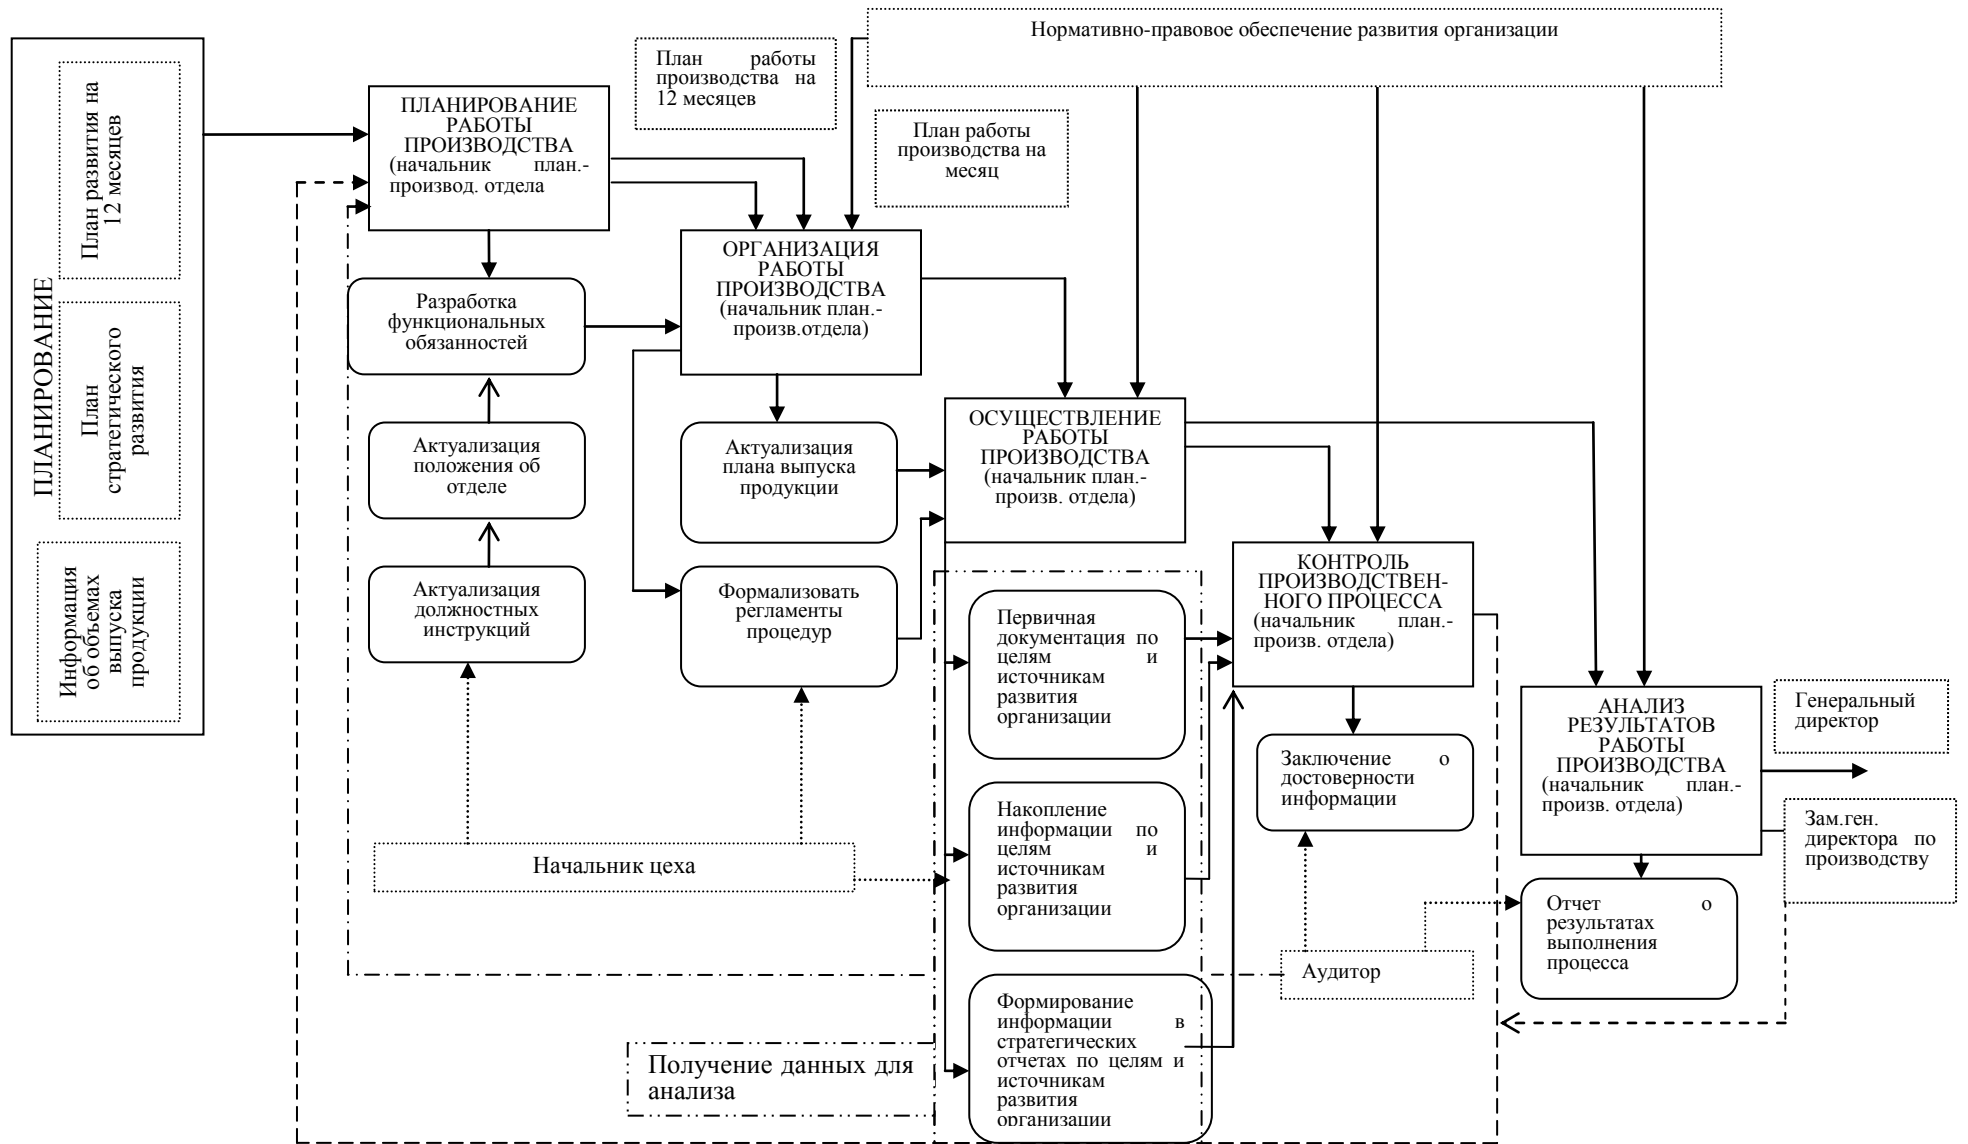 Нормативно-правовое обеспечение развития организации
ПЛАНИРОВАНИЕ
План развития на
12 месяцев
План
стратегического
развития
Информация
об объемах
выпуска
продукции
План работы
производства на
12 месяцев
План работы
производства на
месяц
ПЛАНИРОВАНИЕ
РАБОТЫ
ПРОИЗВОДСТВА
(начальник план.-
производ. отдела
Разработка
функциональных
обязанностей
Актуализация
положения об
отделе
Актуализация
должностных
инструкций
ОРГАНИЗАЦИЯ
РАБОТЫ
ПРОИЗВОДСТВА
(начальник план.-
произв.отдела)
Актуализация
плана выпуска
продукции
Формализовать
регламенты
процедур
Начальник цеха
ОСУЩЕСТВЛЕНИЕ
РАБОТЫ
ПРОИЗВОДСТВА
(начальник план.-
произв. отдела)
Первичная
документация по
целям и
источникам
развития
организации
Накопление
информации по
целям и
источникам
развития
организации
Формирование
информации в
стратегических
отчетах по целям и
источникам
развития
организации
Получение данных для
анализа
КОНТРОЛЬ
ПРОИЗВОДСТВЕН-
НОГО ПРОЦЕССА
(начальник план.-
произв. отдела)
Заключение о
достоверности
информации
Аудитор
АНАЛИЗ
РЕЗУЛЬТАТОВ
РАБОТЫ
ПРОИЗВОДСТВА
(начальник план.-
произв. отдела)
Отчет о
результатах
выполнения
процесса
Генеральный
директор
Зам.ген.
директора по
производству